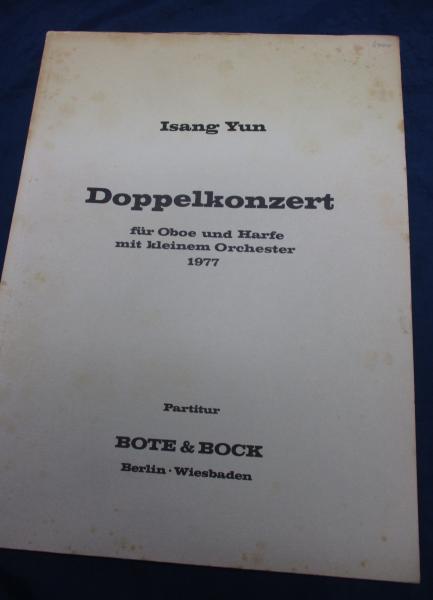 Isang Yun
Doppelkonzert
für Oboe und Harfe
mit kleinem Orchester
1977
Partitur
BOTE & BOCK
Berlin · Wiesbaden